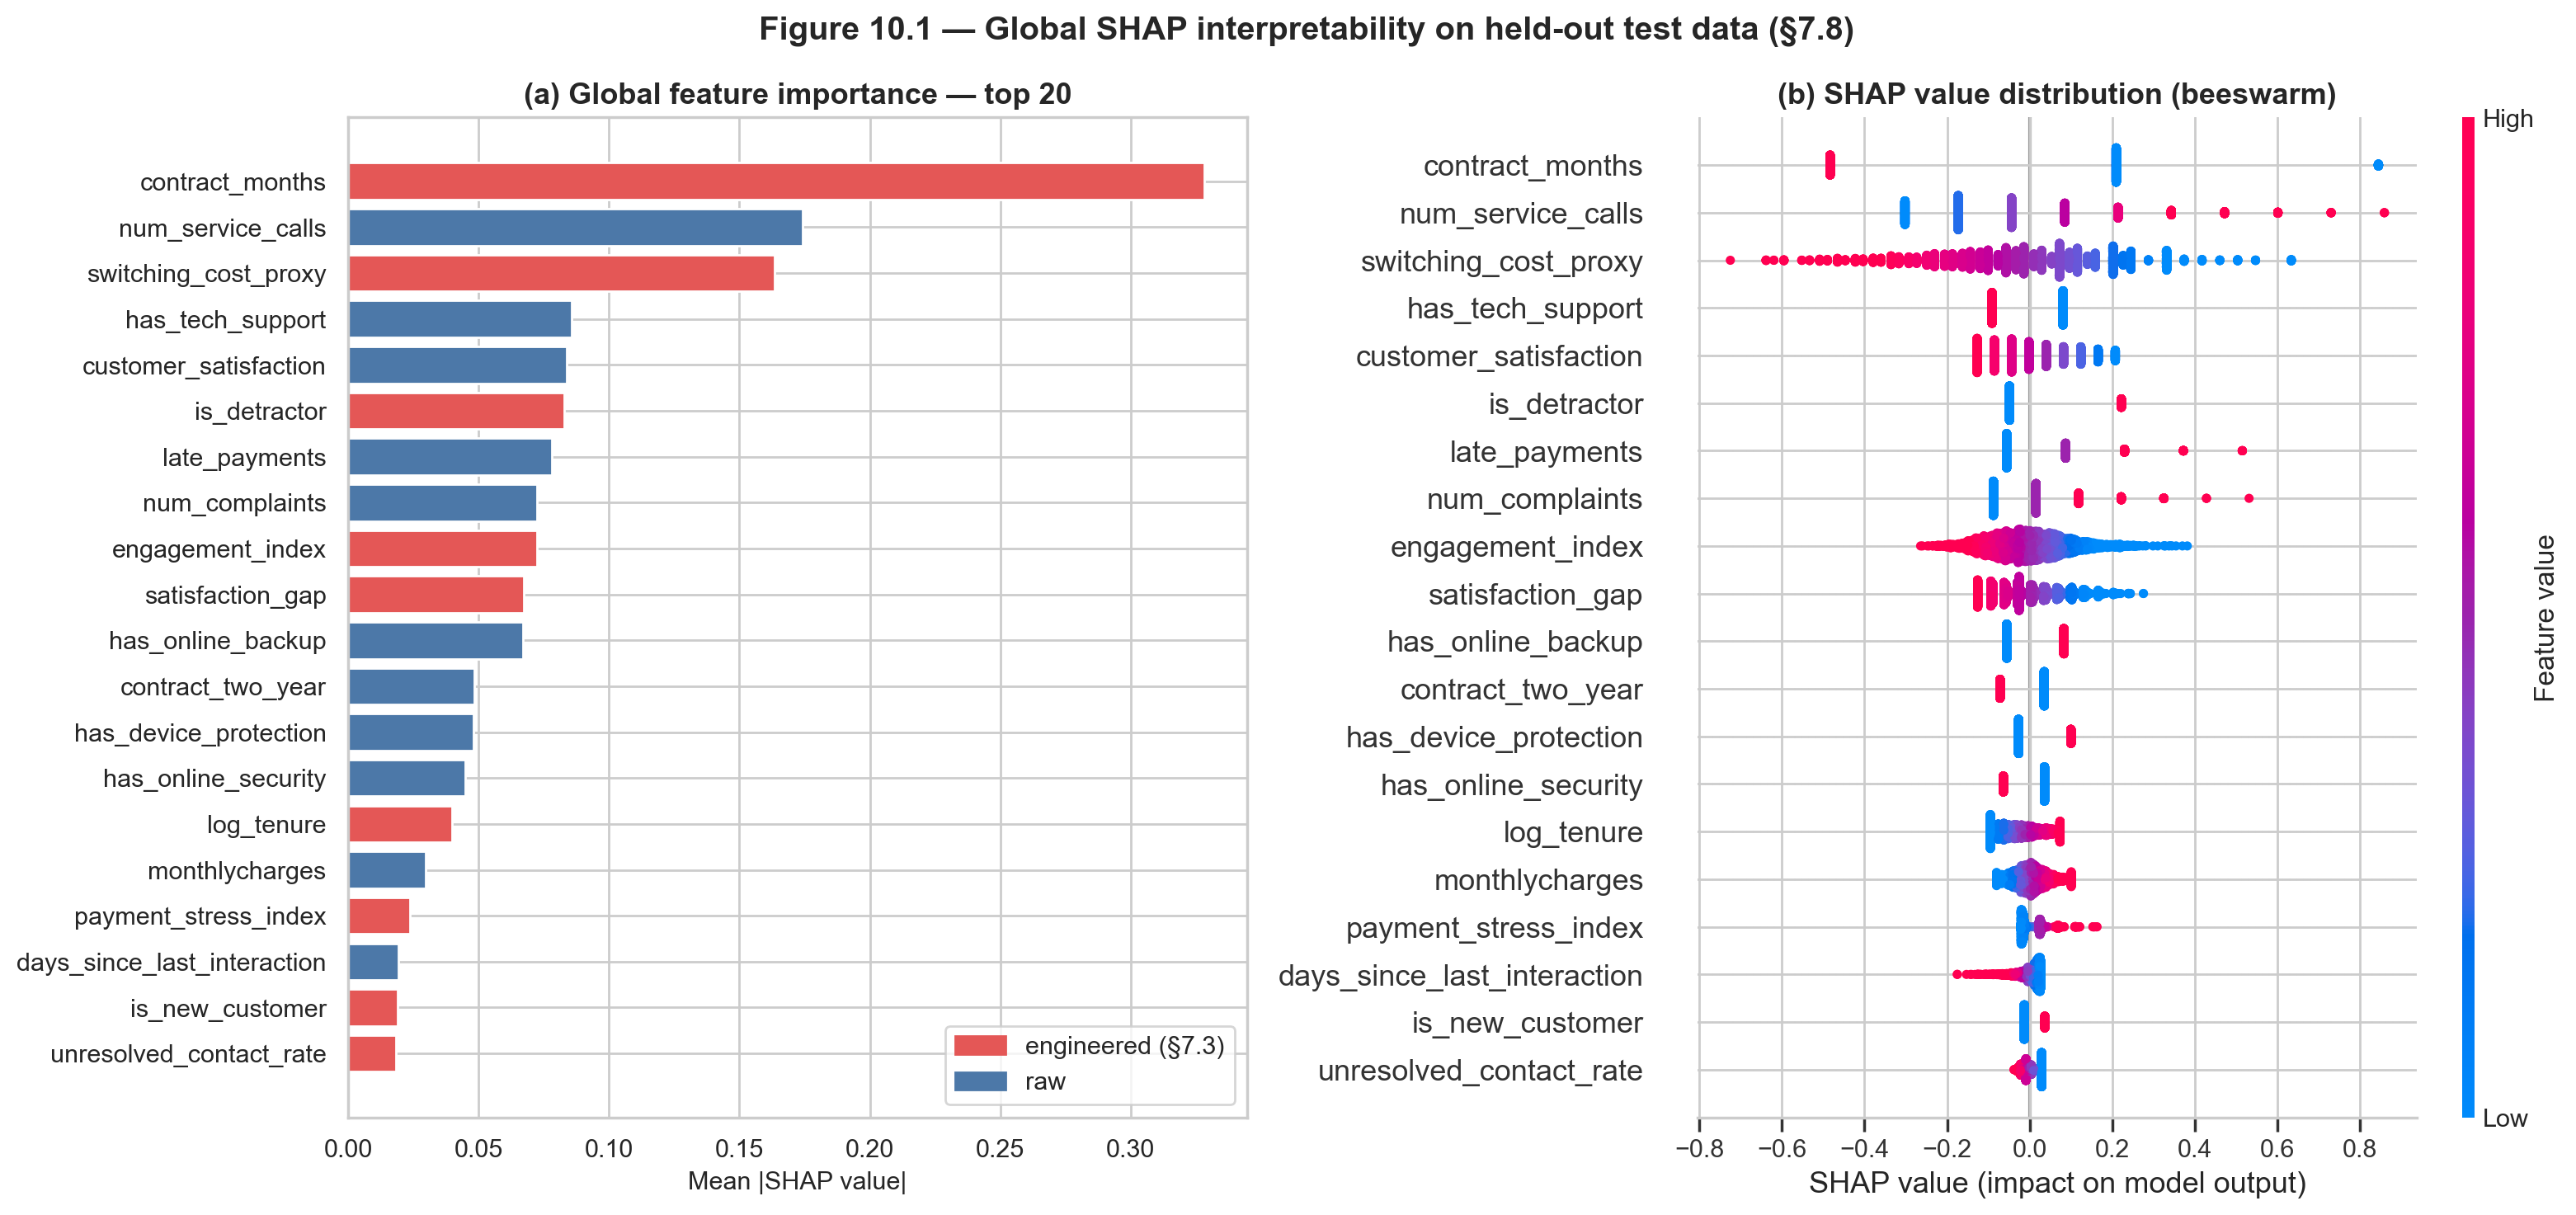 Figure 10.1 — Global SHAP interpretability on held-out test data (§7.8)
(a) Global feature importance — top 20
contract_months
num_service_calls
switching_cost_proxy
has_tech_support
customer_satisfaction
is_detractor
late_payments
num_complaints
engagement_index
satisfaction_gap
has_online_backup
contract_two_year
has_device_protection
has_online_security
log_tenure
monthlycharges
payment_stress_index
days_since_last_interaction
is_new_customer
unresolved_contact_rate
engineered (§7.3)
raw
0.00 0.05 0.10 0.15 0.20 0.25 0.30
Mean |SHAP value|
(b) SHAP value distribution (beeswarm)
contract_months
num_service_calls
switching_cost_proxy
has_tech_support
customer_satisfaction
is_detractor
late_payments
num_complaints
engagement_index
satisfaction_gap
has_online_backup
contract_two_year
has_device_protection
has_online_security
log_tenure
monthlycharges
payment_stress_index
days_since_last_interaction
is_new_customer
unresolved_contact_rate
−0.8 −0.6 −0.4 −0.2 0.0 0.2 0.4 0.6 0.8
SHAP value (impact on model output)
High
Feature value
Low